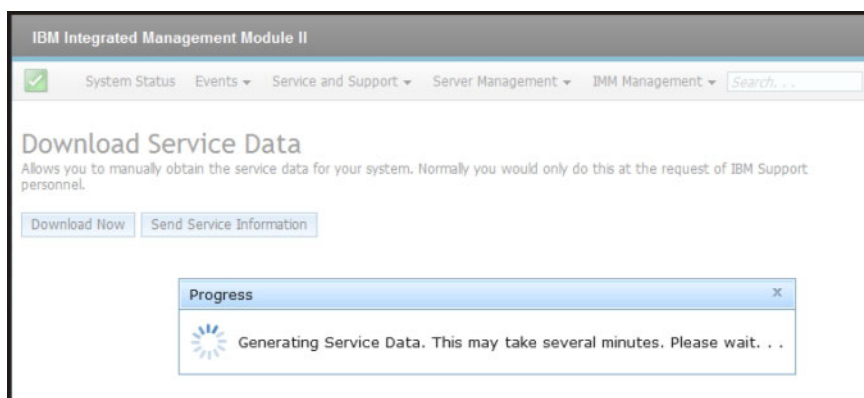 IBM Integrated Management Module II
System Status Events Service and Support Server Management IMM Management Search. . .
Download Service Data
Allows you to manually obtain the service data for your system. Normally you would only do this at the request of IBM Support
personnel.
Download Now Send Service Information
Progress x
Generating Service Data. This may take several minutes. Please wait. . .